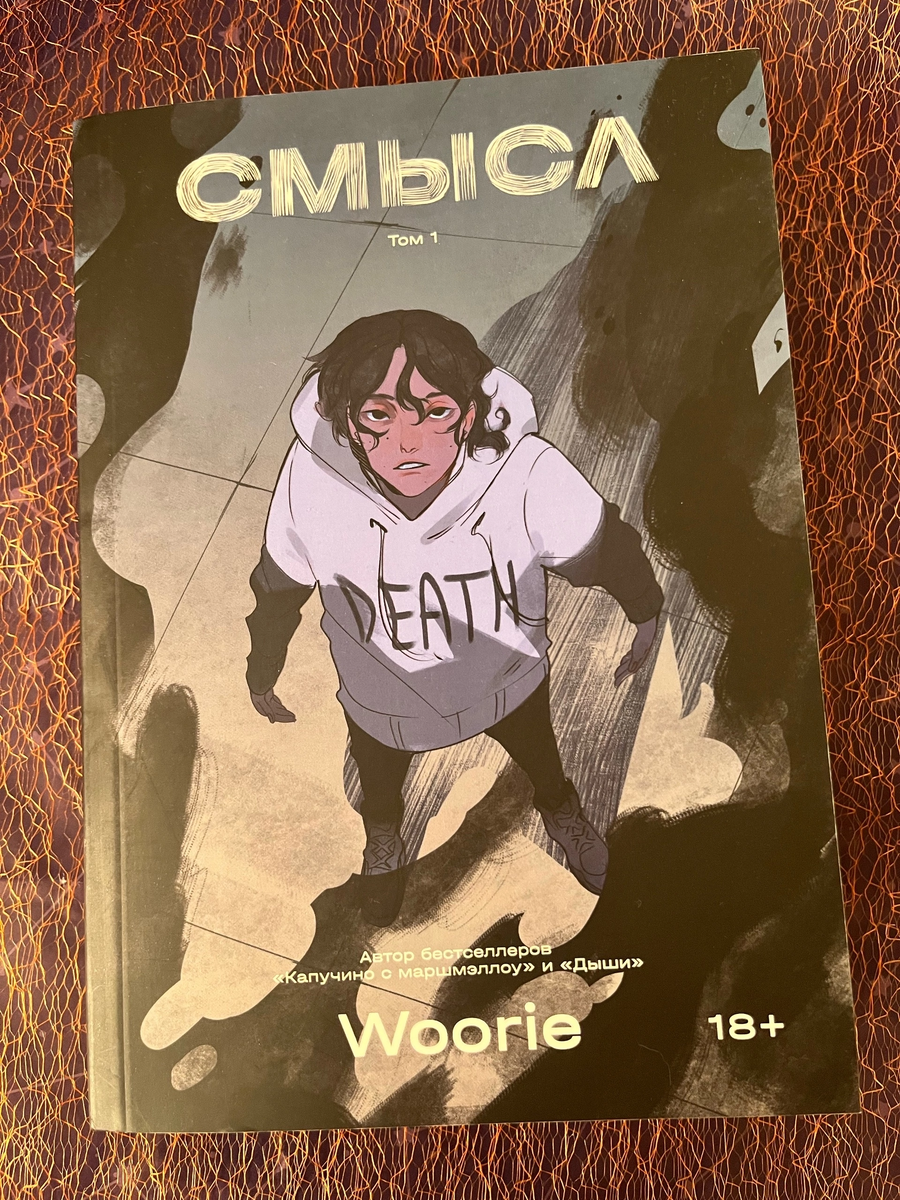 СМЫСЛ
Том 1
DEATH
Автор бестселлеров
«Капучино с маршмэллоу» и «Дыши»
Woorie
18+